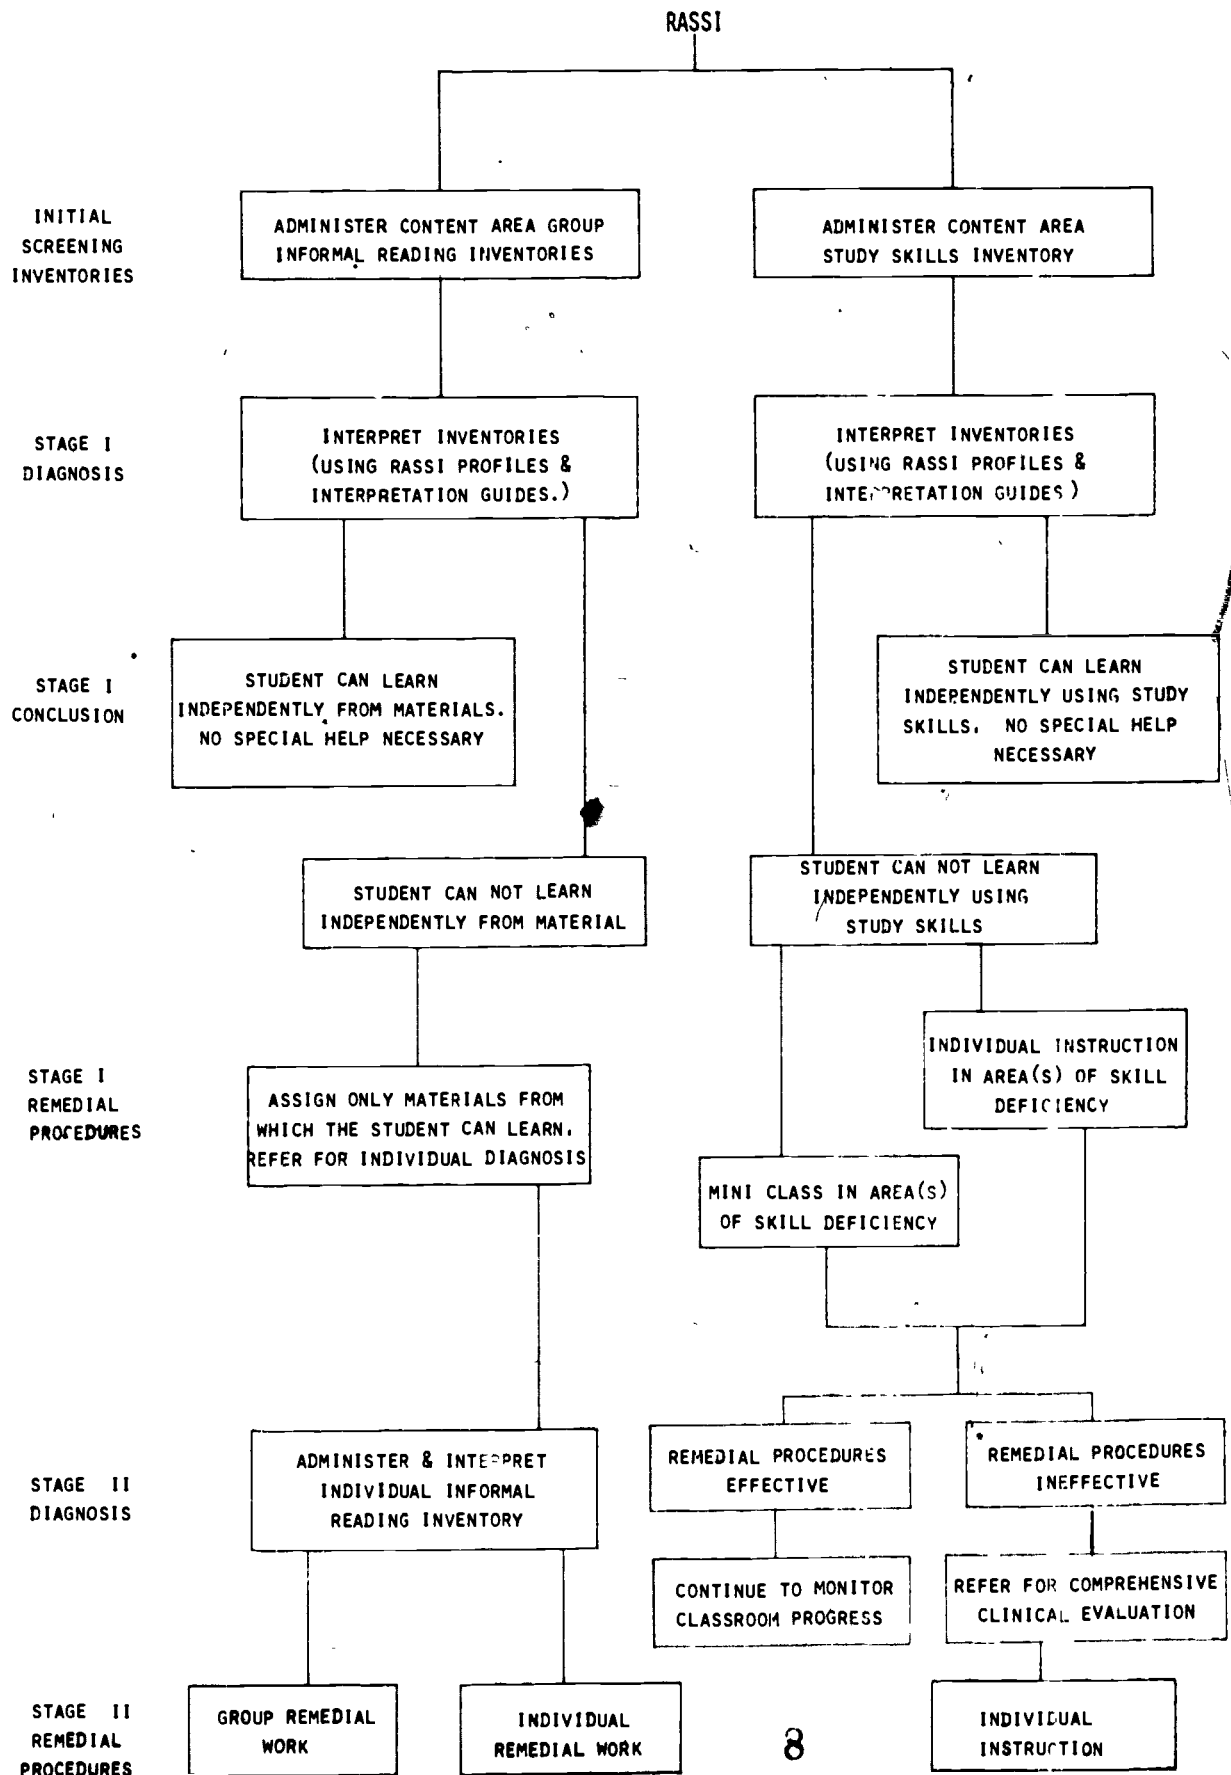 RASSI
INITIAL
SCREENING
INVENTORIES
ADMINISTER CONTENT AREA GROUP
INFORMAL READING INVENTORIES
ADMINISTER CONTENT AREA
STUDY SKILLS INVENTORY
STAGE I
DIAGNOSIS
INTERPRET INVENTORIES
(USING RASSI PROFILES &
INTERPRETATION GUIDES.)
INTERPRET INVENTORIES
(USING RASSI PROFILES &
INTERPRETATION GUIDES)
STAGE I
CONCLUSION
STUDENT CAN LEARN
INDEPENDENTLY FROM MATERIALS.
NO SPECIAL HELP NECESSARY
STUDENT CAN LEARN
INDEPENDENTLY USING STUDY
SKILLS. NO SPECIAL HELP
NECESSARY
STUDENT CAN NOT LEARN
INDEPENDENTLY FROM MATERIAL
STUDENT CAN NOT LEARN
INDEPENDENTLY USING
STUDY SKILLS
STAGE I
REMEDIAL
PROCEDURES
ASSIGN ONLY MATERIALS FROM
WHICH THE STUDENT CAN LEARN.
REFER FOR INDIVIDUAL DIAGNOSIS
INDIVIDUAL INSTRUCTION
IN AREA(S) OF SKILL
DEFICIENCY
MINI CLASS IN AREA(S)
OF SKILL DEFICIENCY
STAGE II
DIAGNOSIS
ADMINISTER & INTERPRET
INDIVIDUAL INFORMAL
READING INVENTORY
REMEDIAL PROCEDURES
EFFECTIVE
REMEDIAL PROCEDURES
INEFFECTIVE
CONTINUE TO MONITOR
CLASSROOM PROGRESS
REFER FOR COMPREHENSIVE
CLINICAL EVALUATION
STAGE II
REMEDIAL
PROCEDURES
GROUP REMEDIAL
WORK
INDIVIDUAL
REMEDIAL WORK
8
INDIVIDUAL
INSTRUCTION